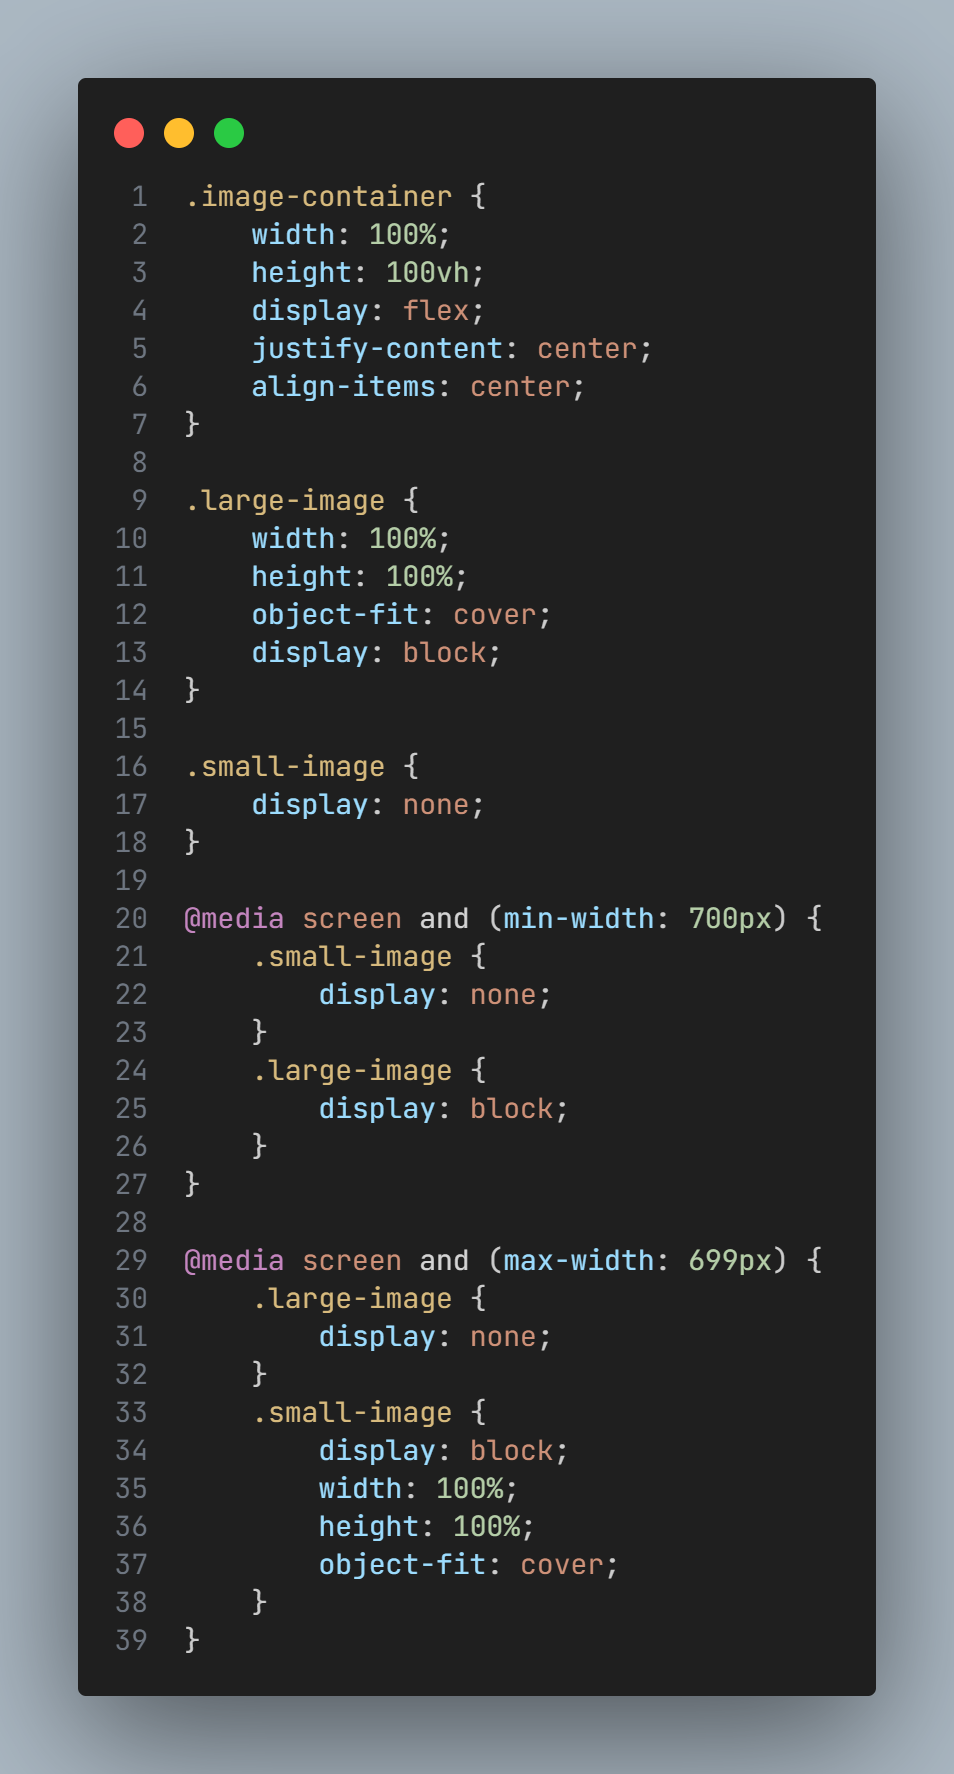 1 .image-container {
2     width: 100%;
3     height: 100vh;
4     display: flex;
5     justify-content: center;
6     align-items: center;
7 }
8
9 .large-image {
10     width: 100%;
11     height: 100%;
12     object-fit: cover;
13     display: block;
14 }
15
16 .small-image {
17     display: none;
18 }
19
20 @media screen and (min-width: 700px) {
21     .small-image {
22         display: none;
23     }
24     .large-image {
25         display: block;
26     }
27 }
28
29 @media screen and (max-width: 699px) {
30     .large-image {
31         display: none;
32     }
33     .small-image {
34         display: block;
35         width: 100%;
36         height: 100%;
37         object-fit: cover;
38     }
39 }